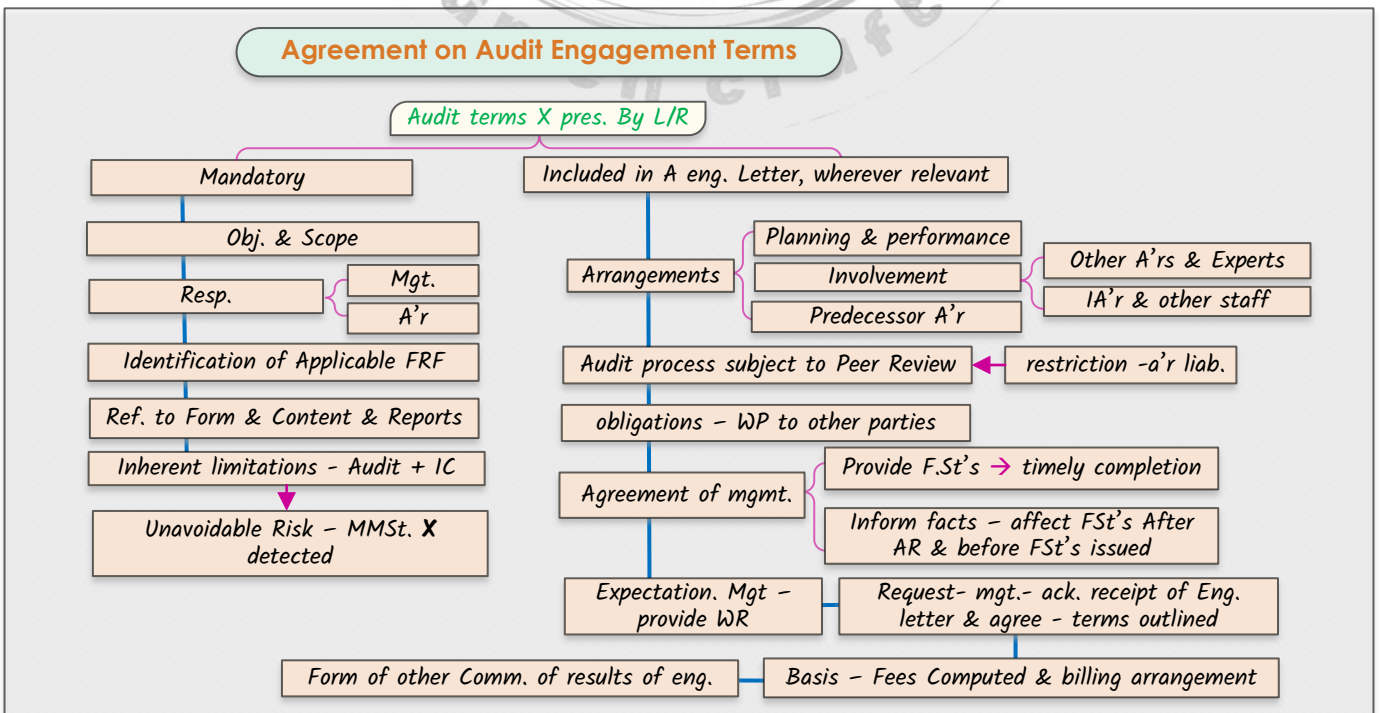 Agreement on Audit Engagement Terms
Audit terms X pres. By L/R
Mandatory
Obj. & Scope
Resp.
Mgt.
A'r
Identification of Applicable FRF
Ref. to Form & Content & Reports
Inherent limitations - Audit + IC
Unavoidable Risk – MMSt. X
detected
Included in A eng. Letter, wherever relevant
Arrangements
Planning & performance
Involvement
Other A'rs & Experts
IA'r & other staff
Predecessor A'r
Audit process subject to Peer Review
restriction -a'r liab.
obligations – WP to other parties
Agreement of mgmt.
Provide F.St's → timely completion
Inform facts – affect FSt's After
AR & before FSt's issued
Expectation. Mgt –
provide WR
Request- mgt.- ack. receipt of Eng.
letter & agree - terms outlined
Basis – Fees Computed & billing arrangement
Form of other Comm. of results of eng.